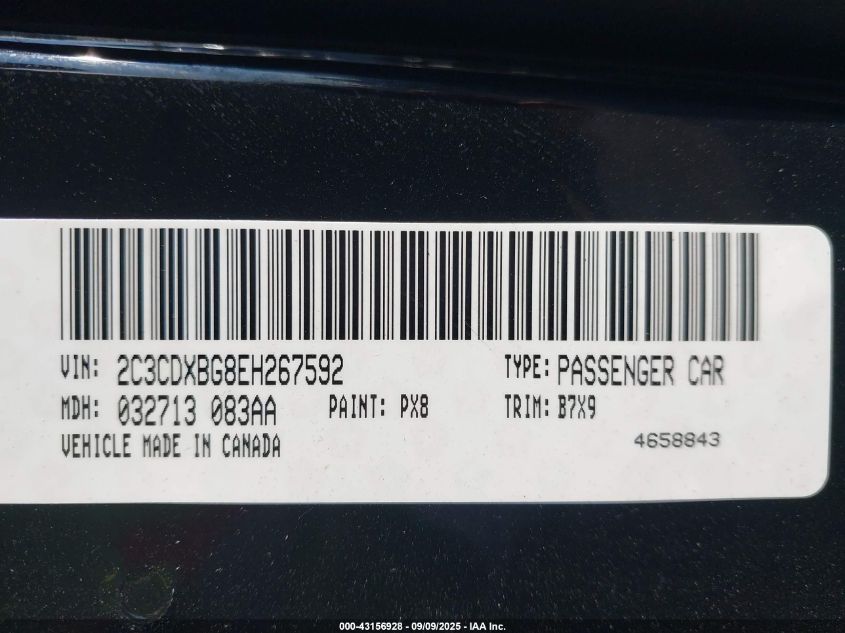 VIN: 2C3CDXBG8EH267592 TYPE: PASSENGER CAR
MDH: 032713 083AA PAINT: PX8 TRIM: B7X9
VEHICLE MADE IN CANADA 4658843
000-43156928 - 09/09/2025 - IAA Inc.